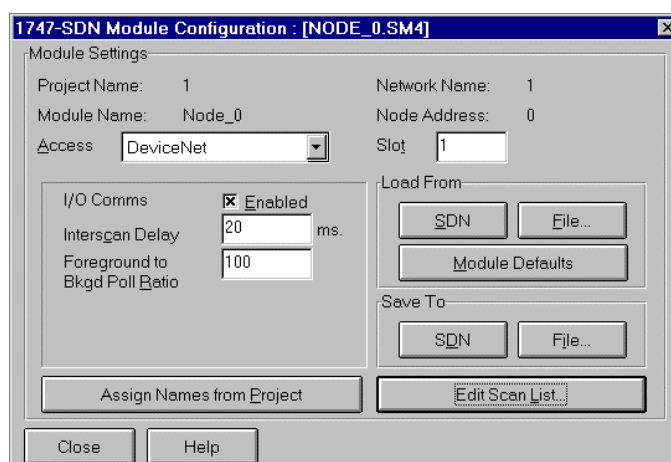 1747-SDN Module Configuration : [NODE_0.SM4]
Module Settings
Project Name: 1
Network Name: 1
Module Name: Node_0
Node Address: 0
Access DeviceNet
Slot 1
I/O Comms Enabled
Interscan Delay 20 ms.
Foreground to Bkgd Poll Ratio 100
Load From
SDN File...
Module Defaults
Save To
SDN File...
Assign Names from Project
Edit Scan List...
Close Help